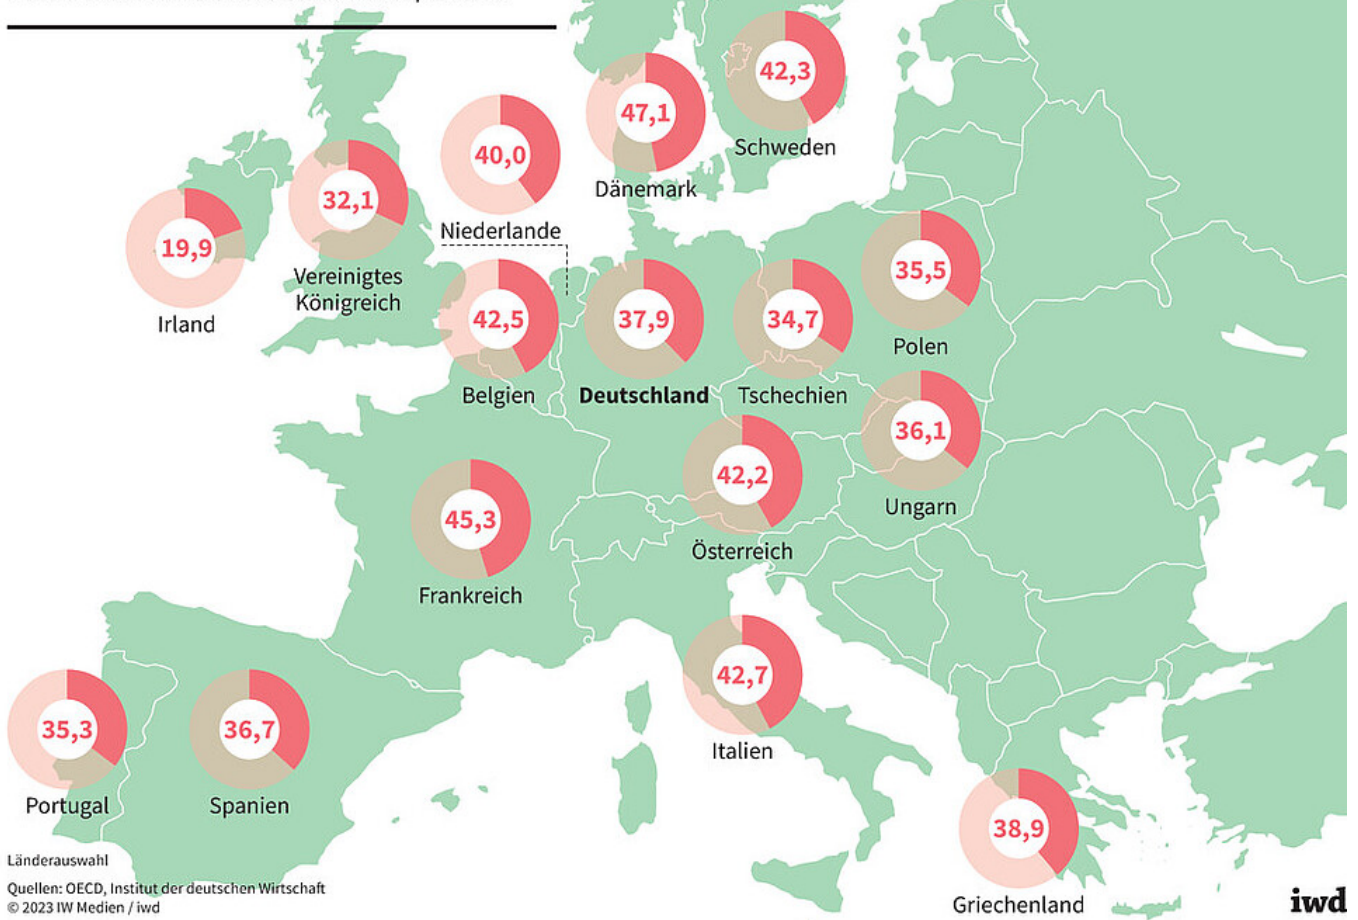 42,3
Schweden
47,1
Dänemark
40,0
Niederlande
32,1
Vereinigtes
Königreich
19,9
Irland
35,5
Polen
42,5
Belgien
37,9
Deutschland
34,7
Tschechien
36,1
Ungarn
42,2
Österreich
45,3
Frankreich
42,7
Italien
35,3
Portugal
36,7
Spanien
38,9
Griechenland
Länderauswahl
Quellen: OECD, Institut der deutschen Wirtschaft
© 2023 IW Medien / iwd
iwd